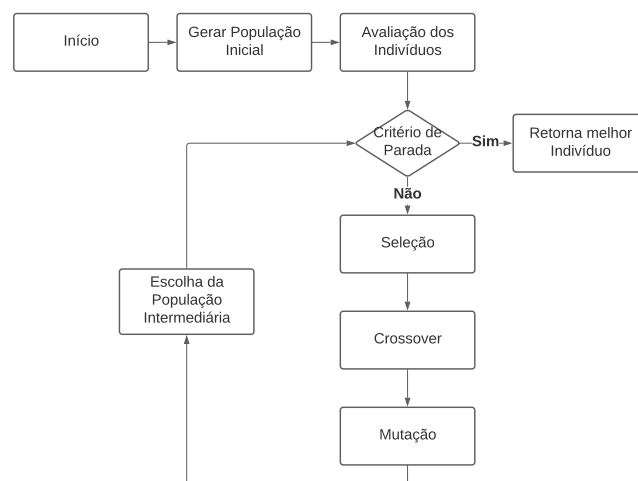 Início
Gerar População
Inicial
Avaliação dos
Indivíduos
Critério de
Parada
Sim
Retorna melhor
Indivíduo
Não
Seleção
Escolha da
População
Intermediária
Crossover
Mutação